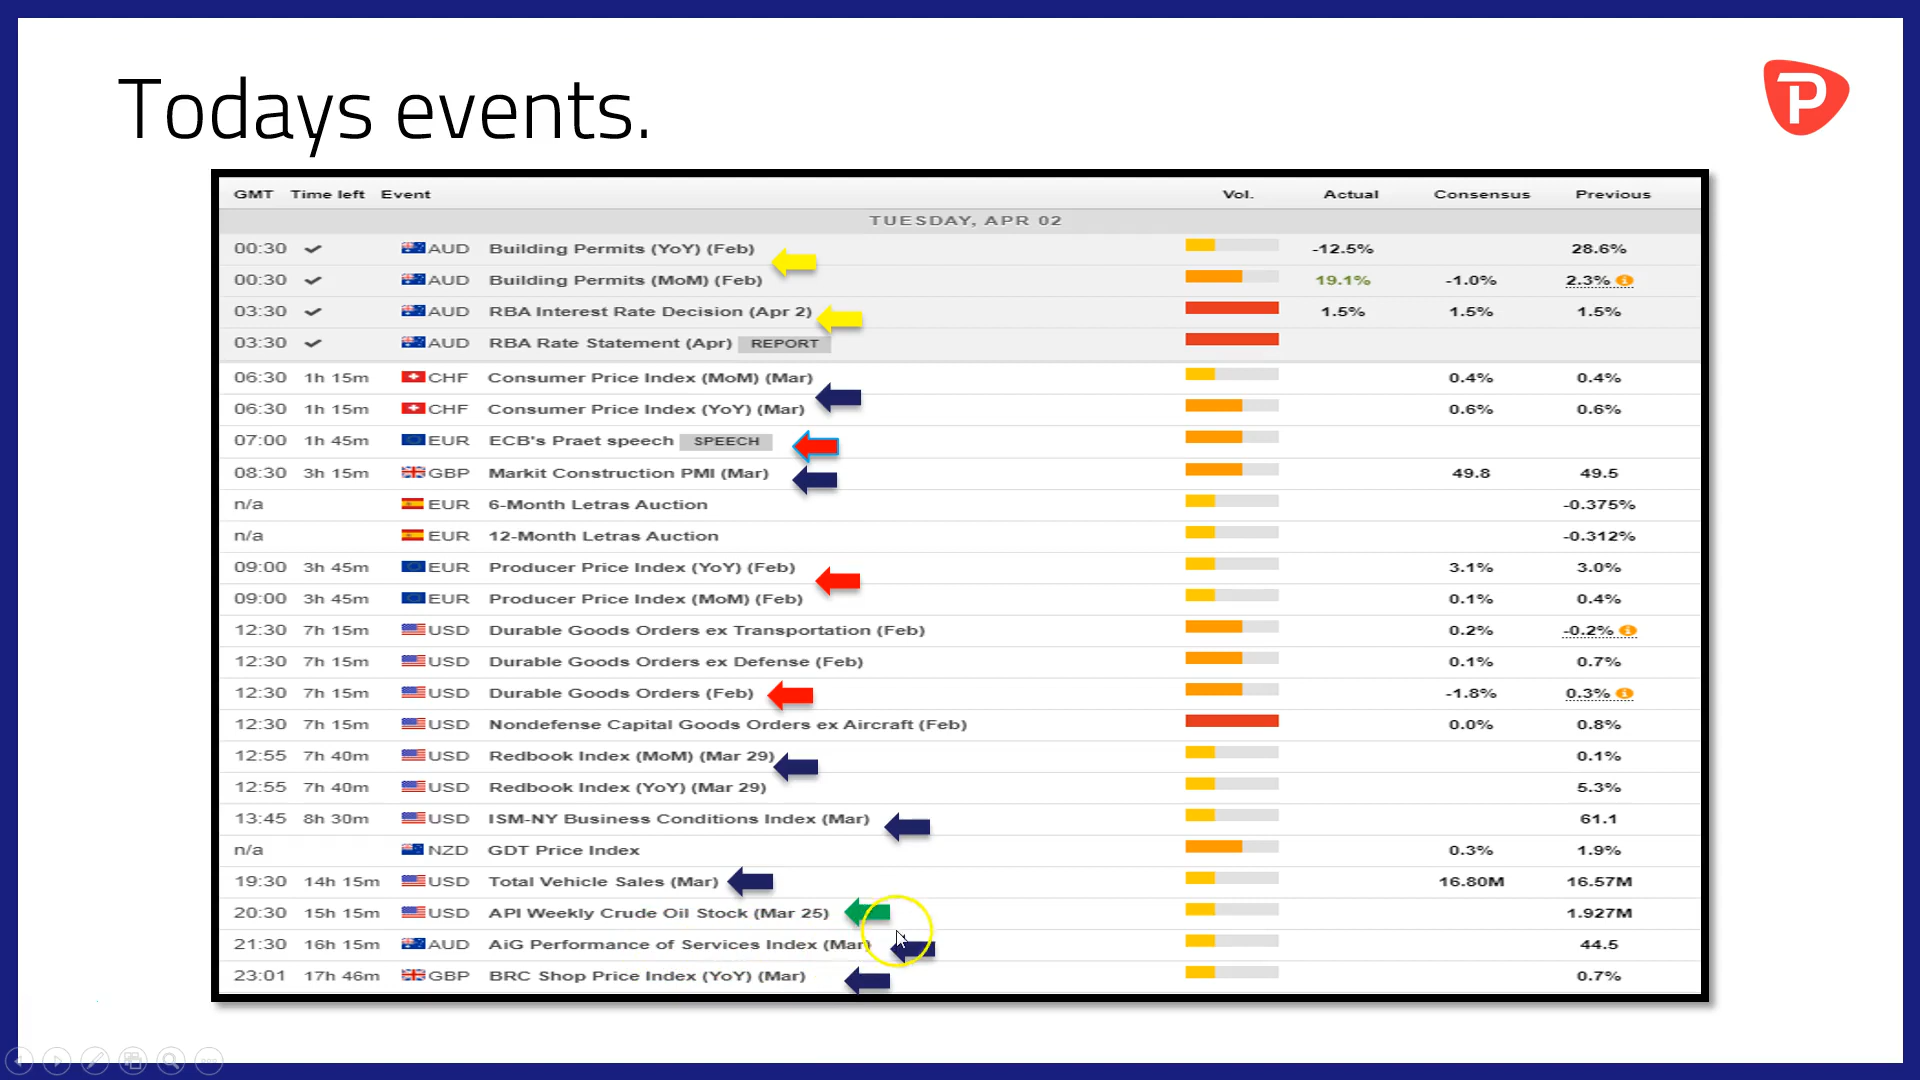 Todays events.
P
GMT Time left Event Vol. Actual Consensus Previous
TUESDAY, APR 02
00:30 AUD Building Permits (YoY) (Feb) -12.5% 28.6%
00:30 AUD Building Permits (MoM) (Feb) 19.1% -1.0% 2.3%
03:30 AUD RBA Interest Rate Decision (Apr 2) 1.5% 1.5% 1.5%
03:30 AUD RBA Rate Statement (Apr) REPORT
06:30 1h 15m CHF Consumer Price Index (MoM) (Mar) 0.4% 0.4%
06:30 1h 15m CHF Consumer Price Index (YoY) (Mar) 0.6% 0.6%
07:00 1h 45m EUR ECB's Praet speech SPEECH
08:30 3h 15m GBP Markit Construction PMI (Mar) 49.8 49.5
n/a EUR 6-Month Letras Auction -0.375%
n/a EUR 12-Month Letras Auction -0.312%
09:00 3h 45m EUR Producer Price Index (YoY) (Feb) 3.1% 3.0%
09:00 3h 45m EUR Producer Price Index (MoM) (Feb) 0.1% 0.4%
12:30 7h 15m USD Durable Goods Orders ex Transportation (Feb) 0.2% -0.2%
12:30 7h 15m USD Durable Goods Orders ex Defense (Feb) 0.1% 0.7%
12:30 7h 15m USD Durable Goods Orders (Feb) -1.8% 0.3%
12:30 7h 15m USD Nondefense Capital Goods Orders ex Aircraft (Feb) 0.0% 0.8%
12:55 7h 40m USD Redbook Index (MoM) (Mar 29) 0.1%
12:55 7h 40m USD Redbook Index (YoY) (Mar 29) 5.3%
13:45 8h 30m USD ISM-NY Business Conditions Index (Mar) 61.1
n/a NZD GDT Price Index 0.3% 1.9%
19:30 14h 15m USD Total Vehicle Sales (Mar) 16.80M 16.57M
20:30 15h 15m USD API Weekly Crude Oil Stock (Mar 25) 1.927M
21:30 16h 15m AUD AiG Performance of Services Index (Mar) 44.5
23:01 17h 46m GBP BRC Shop Price Index (YoY) (Mar) 0.7%